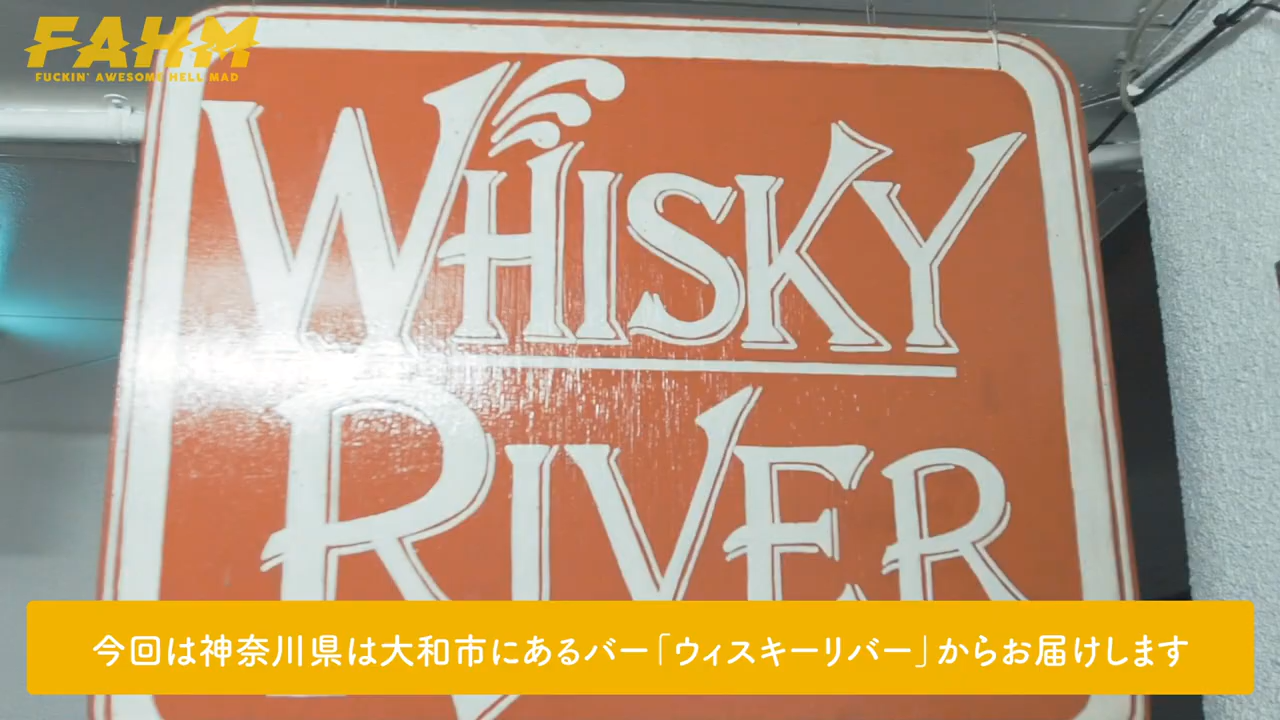 FAHM
FUCKIN' AWESOME HELL MAD
WHISKY
RIVER
今回は神奈川県は大和市にあるバー「ウィスキーリバー」からお届けします